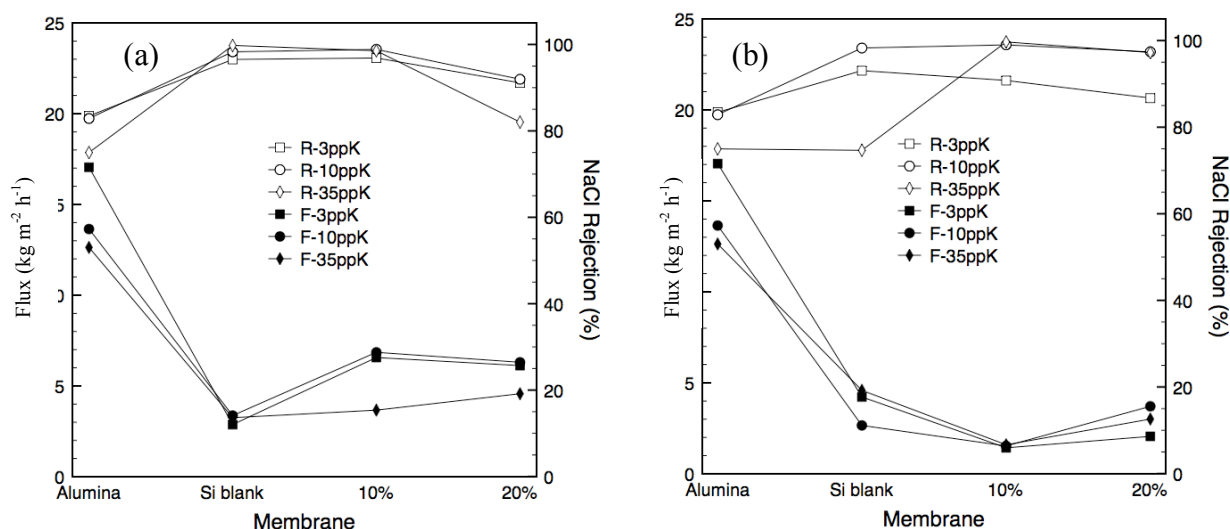 (a)
25
20
5
0
5
0
Flux (kg m-2 h-1)
100
80
60
40
20
0
NaCl Rejection (%)
R-3ppK
R-10ppK
R-35ppK
F-3ppK
F-10ppK
F-35ppK
Alumina Si blank 10% 20%
Membrane
(b)
25
20
5
0
Flux (kg m-2 h-1)
100
80
60
40
20
0
NaCl Rejection (%)
R-3ppK
R-10ppK
R-35ppK
F-3ppK
F-10ppK
F-35ppK
Alumina Si blank 10% 20%
Membrane